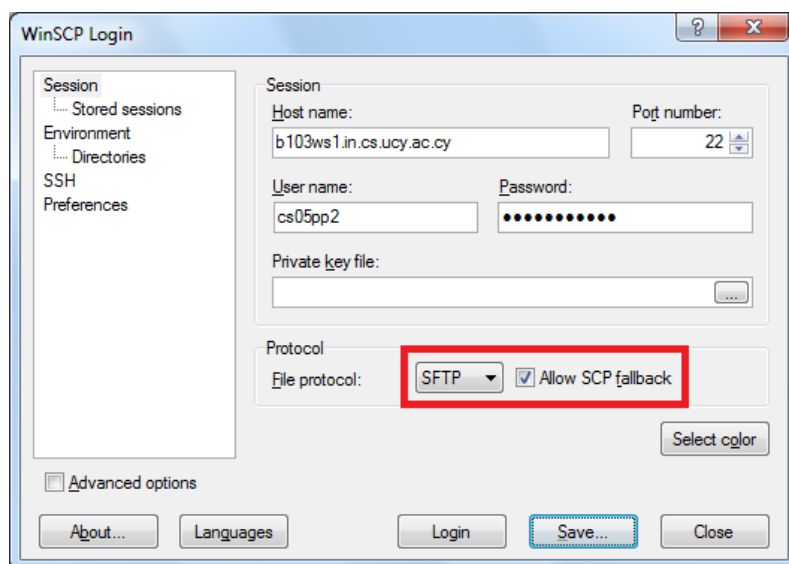 WinSCP Login
Session
Stored sessions
Environment
Directories
SSH
Preferences
Session
Host name:
Port number:
b103ws1.in.cs.ucy.ac.cy
22
User name:
Password:
cs05pp2
●●●●●●●●●●●
Private key file:
...
Protocol
File protocol:
SFTP
Allow SCP fallback
Select color
Advanced options
About...
Languages
Login
Save...
Close